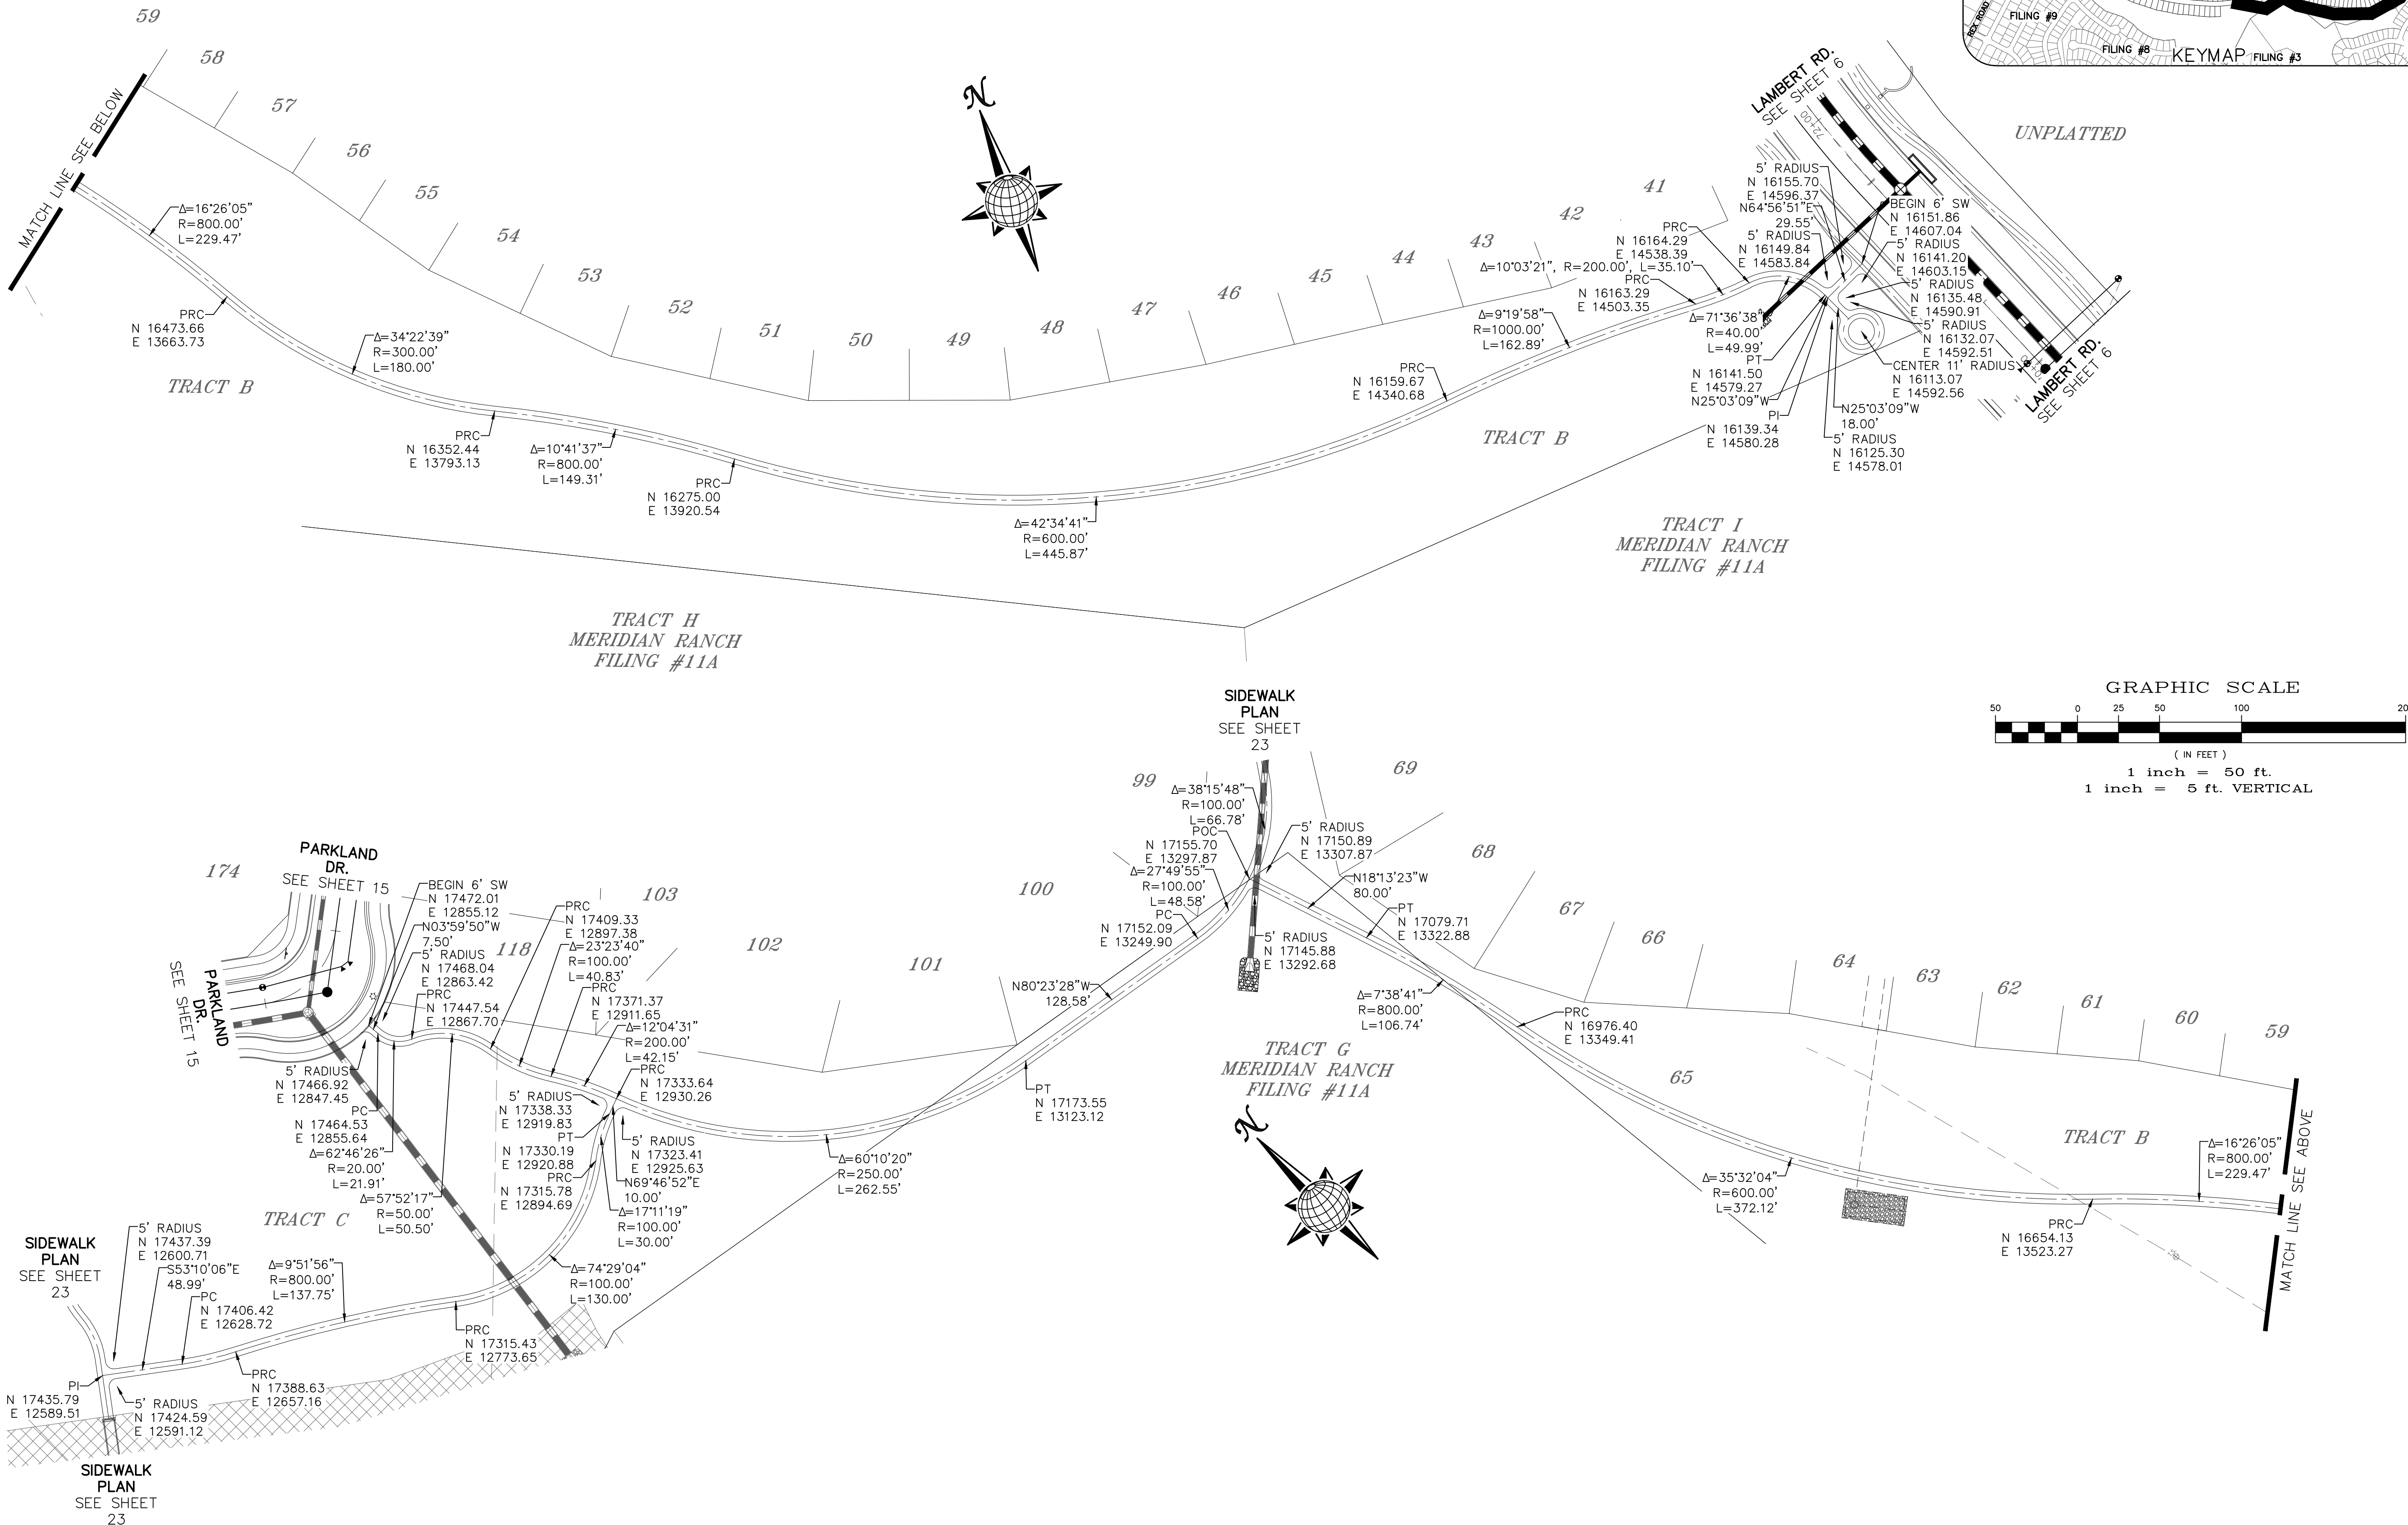 REX ROAD
FILING #9
FILING #8
KEYMAP
FILING #3
59
58
57
56
55
54
53
52
51
50
49
48
47
46
45
44
43
42
41
MATCH LINE SEE BELOW
N
LAMBERT RD.
SEE SHEET 6
72+00
UNPLATTED
Δ=16°26'05"
R=800.00'
L=229.47'
PRC
N 16473.66
E 13663.73
Δ=34°22'39"
R=300.00'
L=180.00'
TRACT B
PRC
N 16352.44
E 13793.13
Δ=10°41'37"
R=800.00'
L=149.31'
PRC
N 16275.00
E 13920.54
Δ=42°34'41"
R=600.00'
L=445.87'
PRC
N 16159.67
E 14340.68
Δ=9°19'58"
R=1000.00'
L=162.89'
TRACT B
PRC
N 16164.29
E 14538.39
Δ=10°03'21", R=200.00', L=35.10'
PRC
N 16163.29
E 14503.35
5' RADIUS
N 16155.70
E 14596.37
N64°56'51"E
29.55'
5' RADIUS
N 16149.84
E 14583.84
BEGIN 6' SW
N 16151.86
E 14607.04
5' RADIUS
N 16141.20
E 14603.15
5' RADIUS
N 16135.48
E 14590.91
5' RADIUS
N 16132.07
E 14592.51
CENTER 11' RADIUS
N 16113.07
E 14592.56
Δ=71°36'38"
R=40.00'
L=49.99'
PT
N 16141.50
E 14579.27
N25°03'09"W
PI
N 16139.34
E 14580.28
N25°03'09"W
18.00'
5' RADIUS
N 16125.30
E 14578.01
LAMBERT RD.
SEE SHEET 6
TRACT I
MERIDIAN RANCH
FILING #11A
TRACT H
MERIDIAN RANCH
FILING #11A
GRAPHIC SCALE
50
0
25
50
100
20
( IN FEET )
1 inch = 50 ft.
1 inch = 5 ft. VERTICAL
SIDEWALK
PLAN
SEE SHEET
23
99
69
Δ=38°15'48"
R=100.00'
L=66.78'
POC
N 17155.70
E 13297.87
Δ=27°49'55"
R=100.00'
L=48.58'
PC
N 17152.09
E 13249.90
5' RADIUS
N 17150.89
E 13307.87
N18°13'23"W
80.00'
PT
N 17079.71
E 13322.88
5' RADIUS
N 17145.88
E 13292.68
68
67
66
64
63
62
61
60
59
65
174
PARKLAND
DR.
SEE SHEET 15
PARKLAND
DR.
SEE SHEET 15
BEGIN 6' SW
N 17472.01
E 12855.12
N03°59'50"W
7.50'
5' RADIUS
N 17468.04
E 12863.42
118
PRC
N 17447.54
E 12867.70
PRC
N 17409.33
E 12897.38
103
Δ=23°23'40"
R=100.00'
L=40.83'
PRC
N 17371.37
E 12911.65
Δ=12°04'31"
R=200.00'
L=42.15'
PRC
N 17333.64
E 12930.26
102
101
100
N80°23'28"W
128.58'
5' RADIUS
N 17466.92
E 12847.45
PC
N 17464.53
E 12855.64
Δ=62°46'26"
R=20.00'
L=21.91'
Δ=57°52'17"
R=50.00'
L=50.50'
5' RADIUS
N 17338.33
E 12919.83
PT
N 17330.19
E 12920.88
PRC
N 17315.78
E 12894.69
5' RADIUS
N 17323.41
E 12925.63
N69°46'52"E
10.00'
Δ=17°11'19"
R=100.00'
L=30.00'
Δ=74°29'04"
R=100.00'
L=130.00'
Δ=60°10'20"
R=250.00'
L=262.55'
PT
N 17173.55
E 13123.12
TRACT G
MERIDIAN RANCH
FILING #11A
N
Δ=7°38'41"
R=800.00'
L=106.74'
PRC
N 16976.40
E 13349.41
Δ=35°32'04"
R=600.00'
L=372.12'
TRACT B
PRC
N 16654.13
E 13523.27
Δ=16°26'05"
R=800.00'
L=229.47'
MATCH LINE SEE ABOVE
TRACT C
SIDEWALK
PLAN
SEE SHEET
23
5' RADIUS
N 17437.39
E 12600.71
S53°10'06"E
48.99'
PC
N 17406.42
E 12628.72
Δ=9°51'56"
R=800.00'
L=137.75'
PRC
N 17315.43
E 12773.65
PRC
N 17388.63
E 12657.16
PI
N 17435.79
E 12589.51
5' RADIUS
N 17424.59
E 12591.12
SIDEWALK
PLAN
SEE SHEET
23